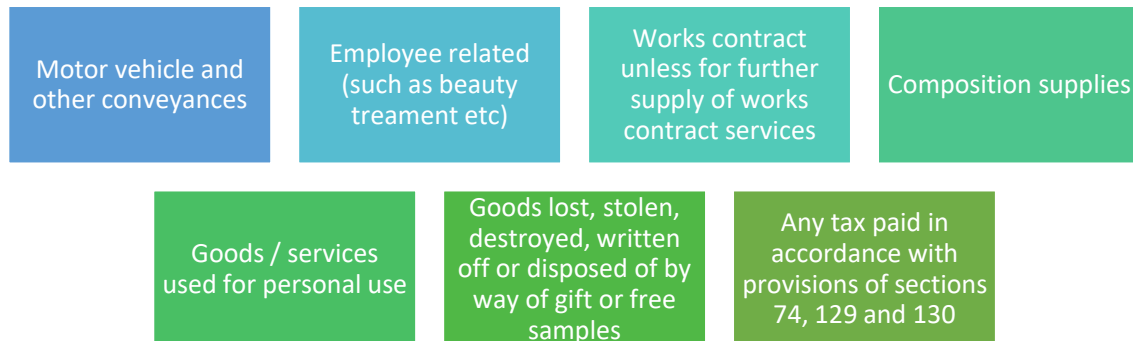 Motor vehicle and
other conveyances
Employee related
(such as beauty
treament etc)
Works contract
unless for further
supply of works
contract services
Composition supplies
Goods / services
used for personal use
Goods lost, stolen,
destroyed, written
off or disposed of by
way of gift or free
samples
Any tax paid in
accordance with
provisions of sections
74, 129 and 130